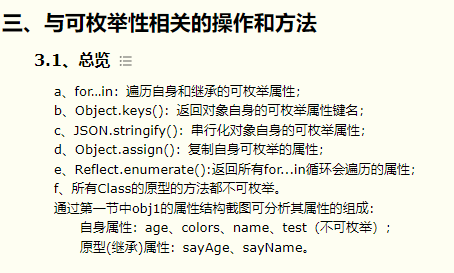 三、与可枚举性相关的操作和方法
3.1、总览
a、for..in: 遍历自身和继承的可枚举属性;
b、Object.keys(): 返回对象自身的可枚举属性键名;
c、JSON.stringify(): 串行化对象自身的可枚举属性;
d、Object.assign(): 复制自身可枚举的属性;
e、Reflect.enumerate():返回所有for...in循环会遍历的属性;
f、所有Class的原型的方法都不可枚举。
通过第一节中obj1的属性结构截图可分析其属性的组成:
自身属性: age、colors、name、test (不可枚举) ;
原型(继承)属性: sayAge、sayName。